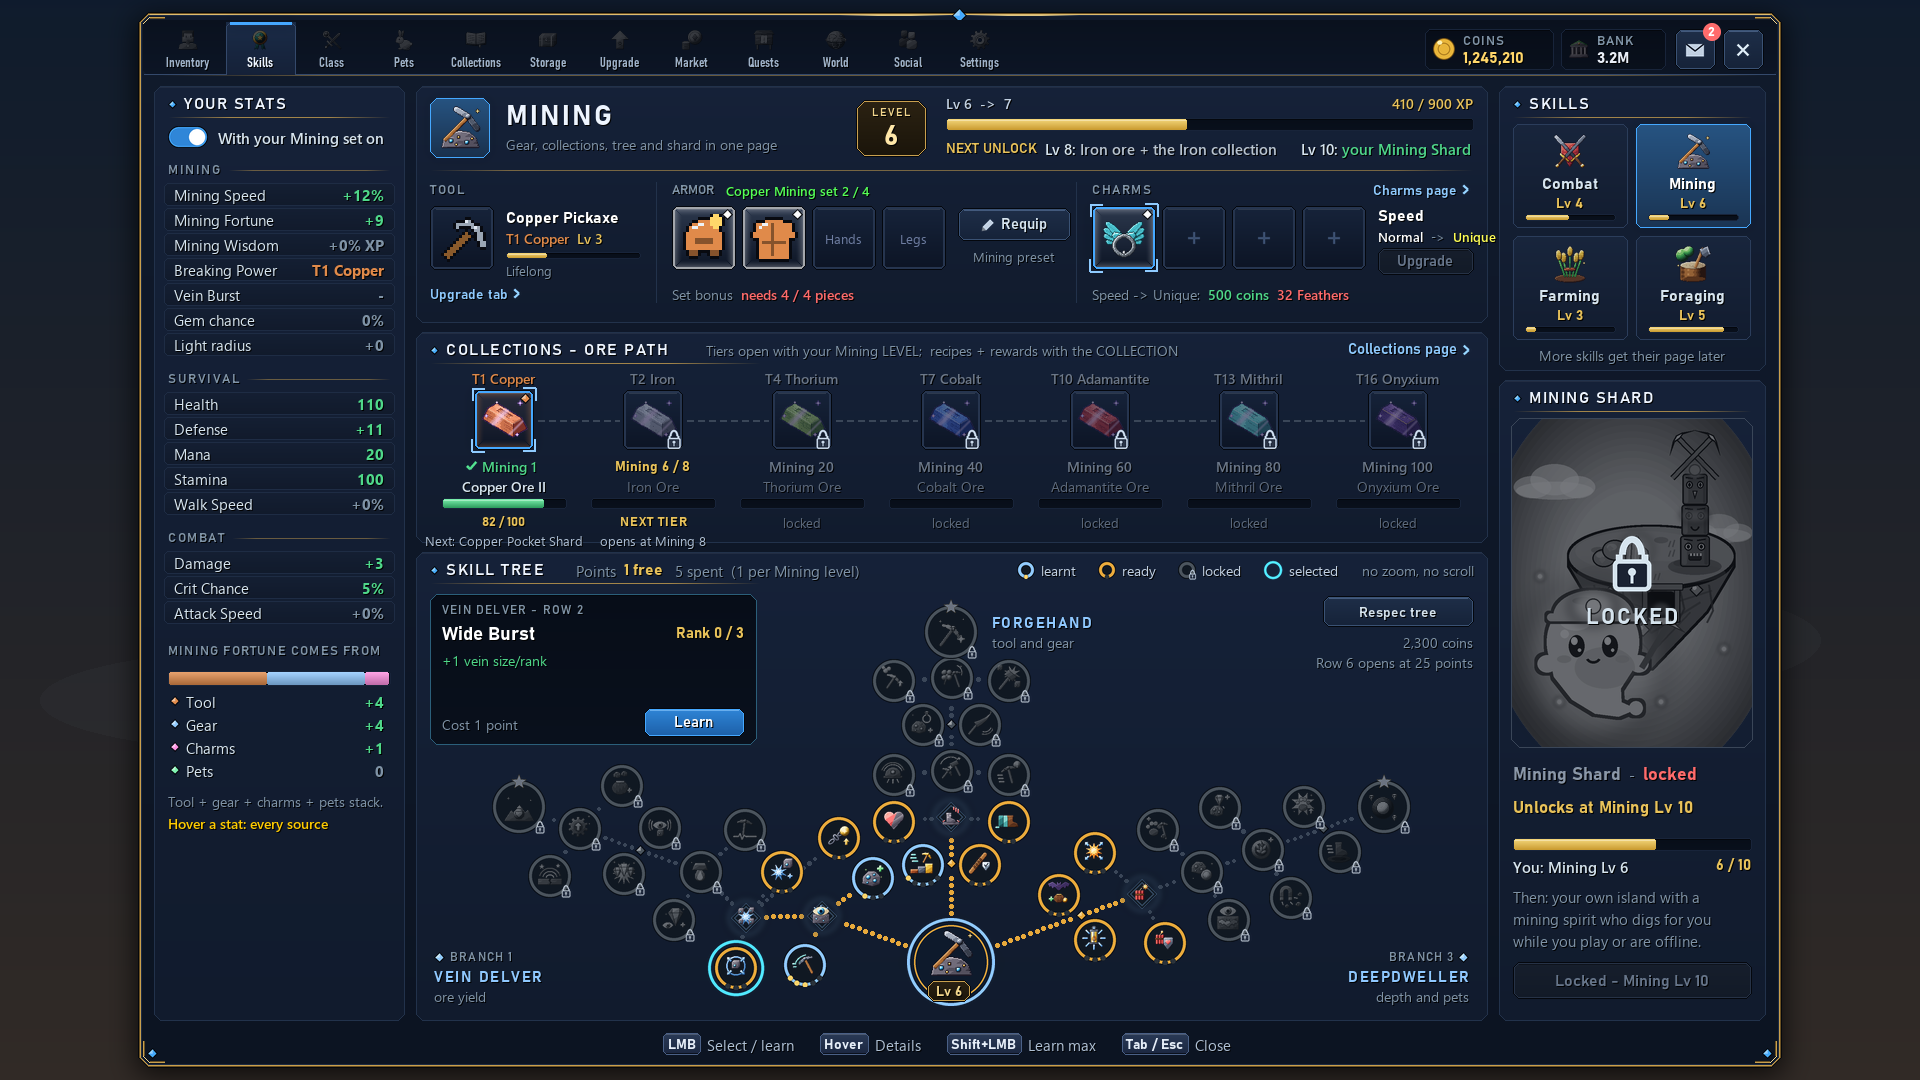 Inventory
Skills
Class
Pets
Collections
Storage
Upgrade
Market
Quests
World
Social
Settings
COINS
1,245,210
BANK
3.2M
2
YOUR STATS
With your Mining set on
MINING
Mining Speed +12%
Mining Fortune +9
Mining Wisdom +0% XP
Breaking Power T1 Copper
Vein Burst -
Gem chance 0%
Light radius +0
SURVIVAL
Health 110
Defense +11
Mana 20
Stamina 100
Walk Speed +0%
COMBAT
Damage +3
Crit Chance 5%
Attack Speed +0%
MINING FORTUNE COMES FROM
Tool +4
Gear +4
Charms +1
Pets 0
Tool + gear + charms + pets stack.
Hover a stat: every source
MINING
Gear, collections, tree and shard in one page
LEVEL
6
Lv 6 -> 7
410 / 900 XP
NEXT UNLOCK Lv 8: Iron ore + the Iron collection Lv 10: your Mining Shard
TOOL
Copper Pickaxe
T1 Copper Lv 3
Lifelong
Upgrade tab
ARMOR Copper Mining set 2 / 4
Hands
Legs
Requip
Mining preset
Set bonus needs 4 / 4 pieces
CHARMS
Charms page
+
+
+
Speed
Normal -> Unique
Upgrade
Speed -> Unique: 500 coins 32 Feathers
COLLECTIONS - ORE PATH
Tiers open with your Mining LEVEL; recipes + rewards with the COLLECTION
Collections page
T1 Copper
T2 Iron
T4 Thorium
T7 Cobalt
T10 Adamantite
T13 Mithril
T16 Onyxium
Mining 1
Mining 6 / 8
Mining 20
Mining 40
Mining 60
Mining 80
Mining 100
Copper Ore II
Iron Ore
Thorium Ore
Cobalt Ore
Adamantite Ore
Mithril Ore
Onyxium Ore
82 / 100
NEXT TIER
locked
locked
locked
locked
locked
Next: Copper Pocket Shard
opens at Mining 8
SKILL TREE
Points 1 free 5 spent (1 per Mining level)
learnt
ready
locked
selected
no zoom, no scroll
VEIN DELVER - ROW 2
Wide Burst
Rank 0 / 3
+1 vein size/rank
Cost 1 point
Learn
FORGEHAND
tool and gear
Respec tree
2,300 coins
Row 6 opens at 25 points
BRANCH 1
VEIN DELVER
ore yield
Lv 6
BRANCH 3
DEEPDWELLER
depth and pets
SKILLS
Combat
Lv 4
Mining
Lv 6
Farming
Lv 3
Foraging
Lv 5
More skills get their page later
MINING SHARD
LOCKED
Mining Shard - locked
Unlocks at Mining Lv 10
You: Mining Lv 6
6 / 10
Then: your own island with a
mining spirit who digs for you
while you play or are offline.
Locked - Mining Lv 10
LMB Select / learn
Hover Details
Shift+LMB Learn max
Tab / Esc Close